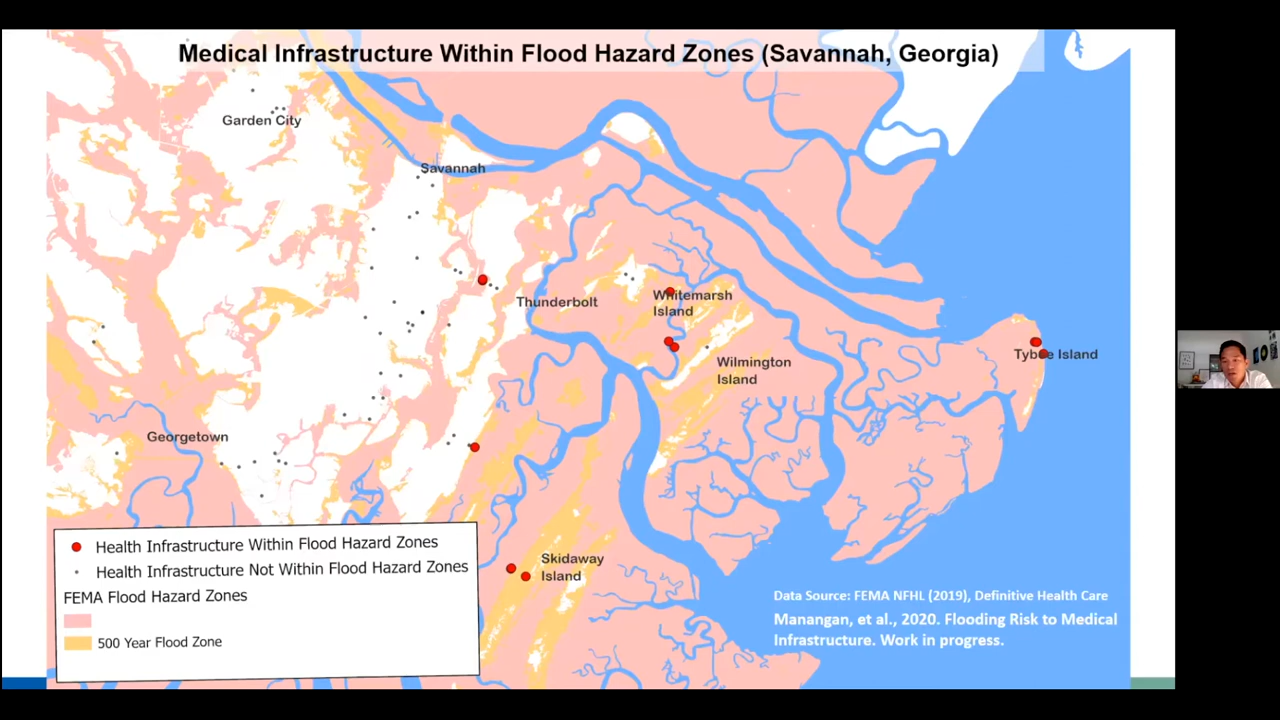 Medical Infrastructure Within Flood Hazard Zones (Savannah, Georgia)
Garden City
Savannah
Thunderbolt
Whitemarsh
Island
Wilmington
Island
Tybee Island
Georgetown
Skidaway
Island
Health Infrastructure Within Flood Hazard Zones
Health Infrastructure Not Within Flood Hazard Zones
FEMA Flood Hazard Zones
500 Year Flood Zone
Data Source: FEMA NFHL (2019), Definitive Health Care
Manangan, et al., 2020. Flooding Risk to Medical
Infrastructure. Work in progress.